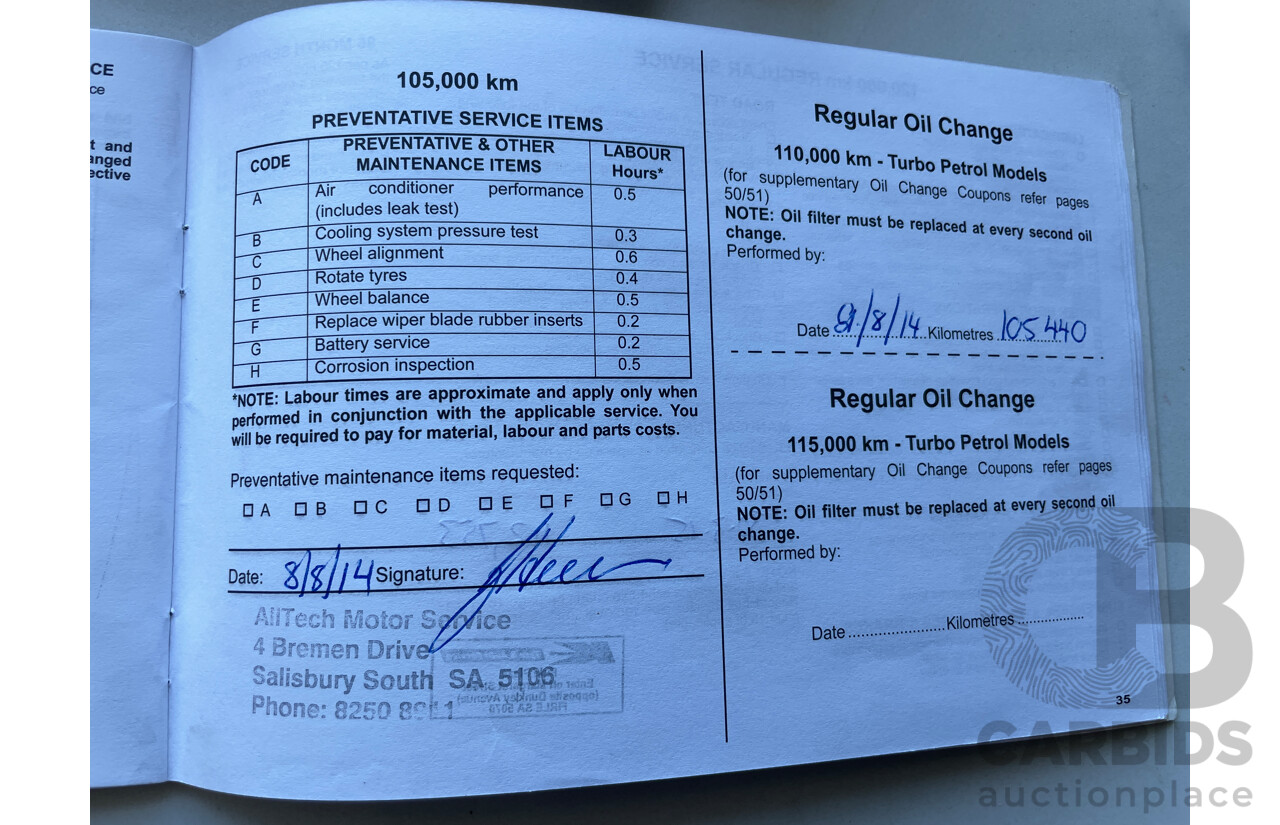 CE
ce
t and
anged
ective
105,000 km
PREVENTATIVE SERVICE ITEMS
CODE PREVENTATIVE & OTHER MAINTENANCE ITEMS LABOUR Hours*
A Air conditioner performance (includes leak test) 0.5
B Cooling system pressure test 0.3
C Wheel alignment 0.6
D Rotate tyres 0.4
E Wheel balance 0.5
F Replace wiper blade rubber inserts 0.2
G Battery service 0.2
H Corrosion inspection 0.5
*NOTE: Labour times are approximate and apply only when
performed in conjunction with the applicable service. You
will be required to pay for material, labour and parts costs.
Preventative maintenance items requested:
A B C D E F G H
Date: 8/8/14 Signature:
AllTech Motor Service
4 Bremen Drive
Salisbury South SA 5106
Phone: 8250
Regular Oil Change
110,000 km - Turbo Petrol Models
(for supplementary Oil Change Coupons refer pages
50/51)
NOTE: Oil filter must be replaced at every second oil
change.
Performed by:
Date /8/14 Kilometres 105440
Regular Oil Change
115,000 km - Turbo Petrol Models
(for supplementary Oil Change Coupons refer pages
50/51)
NOTE: Oil filter must be replaced at every second oil
change.
Performed by:
Date Kilometres
35
CB
CARBIDS
auctionplace